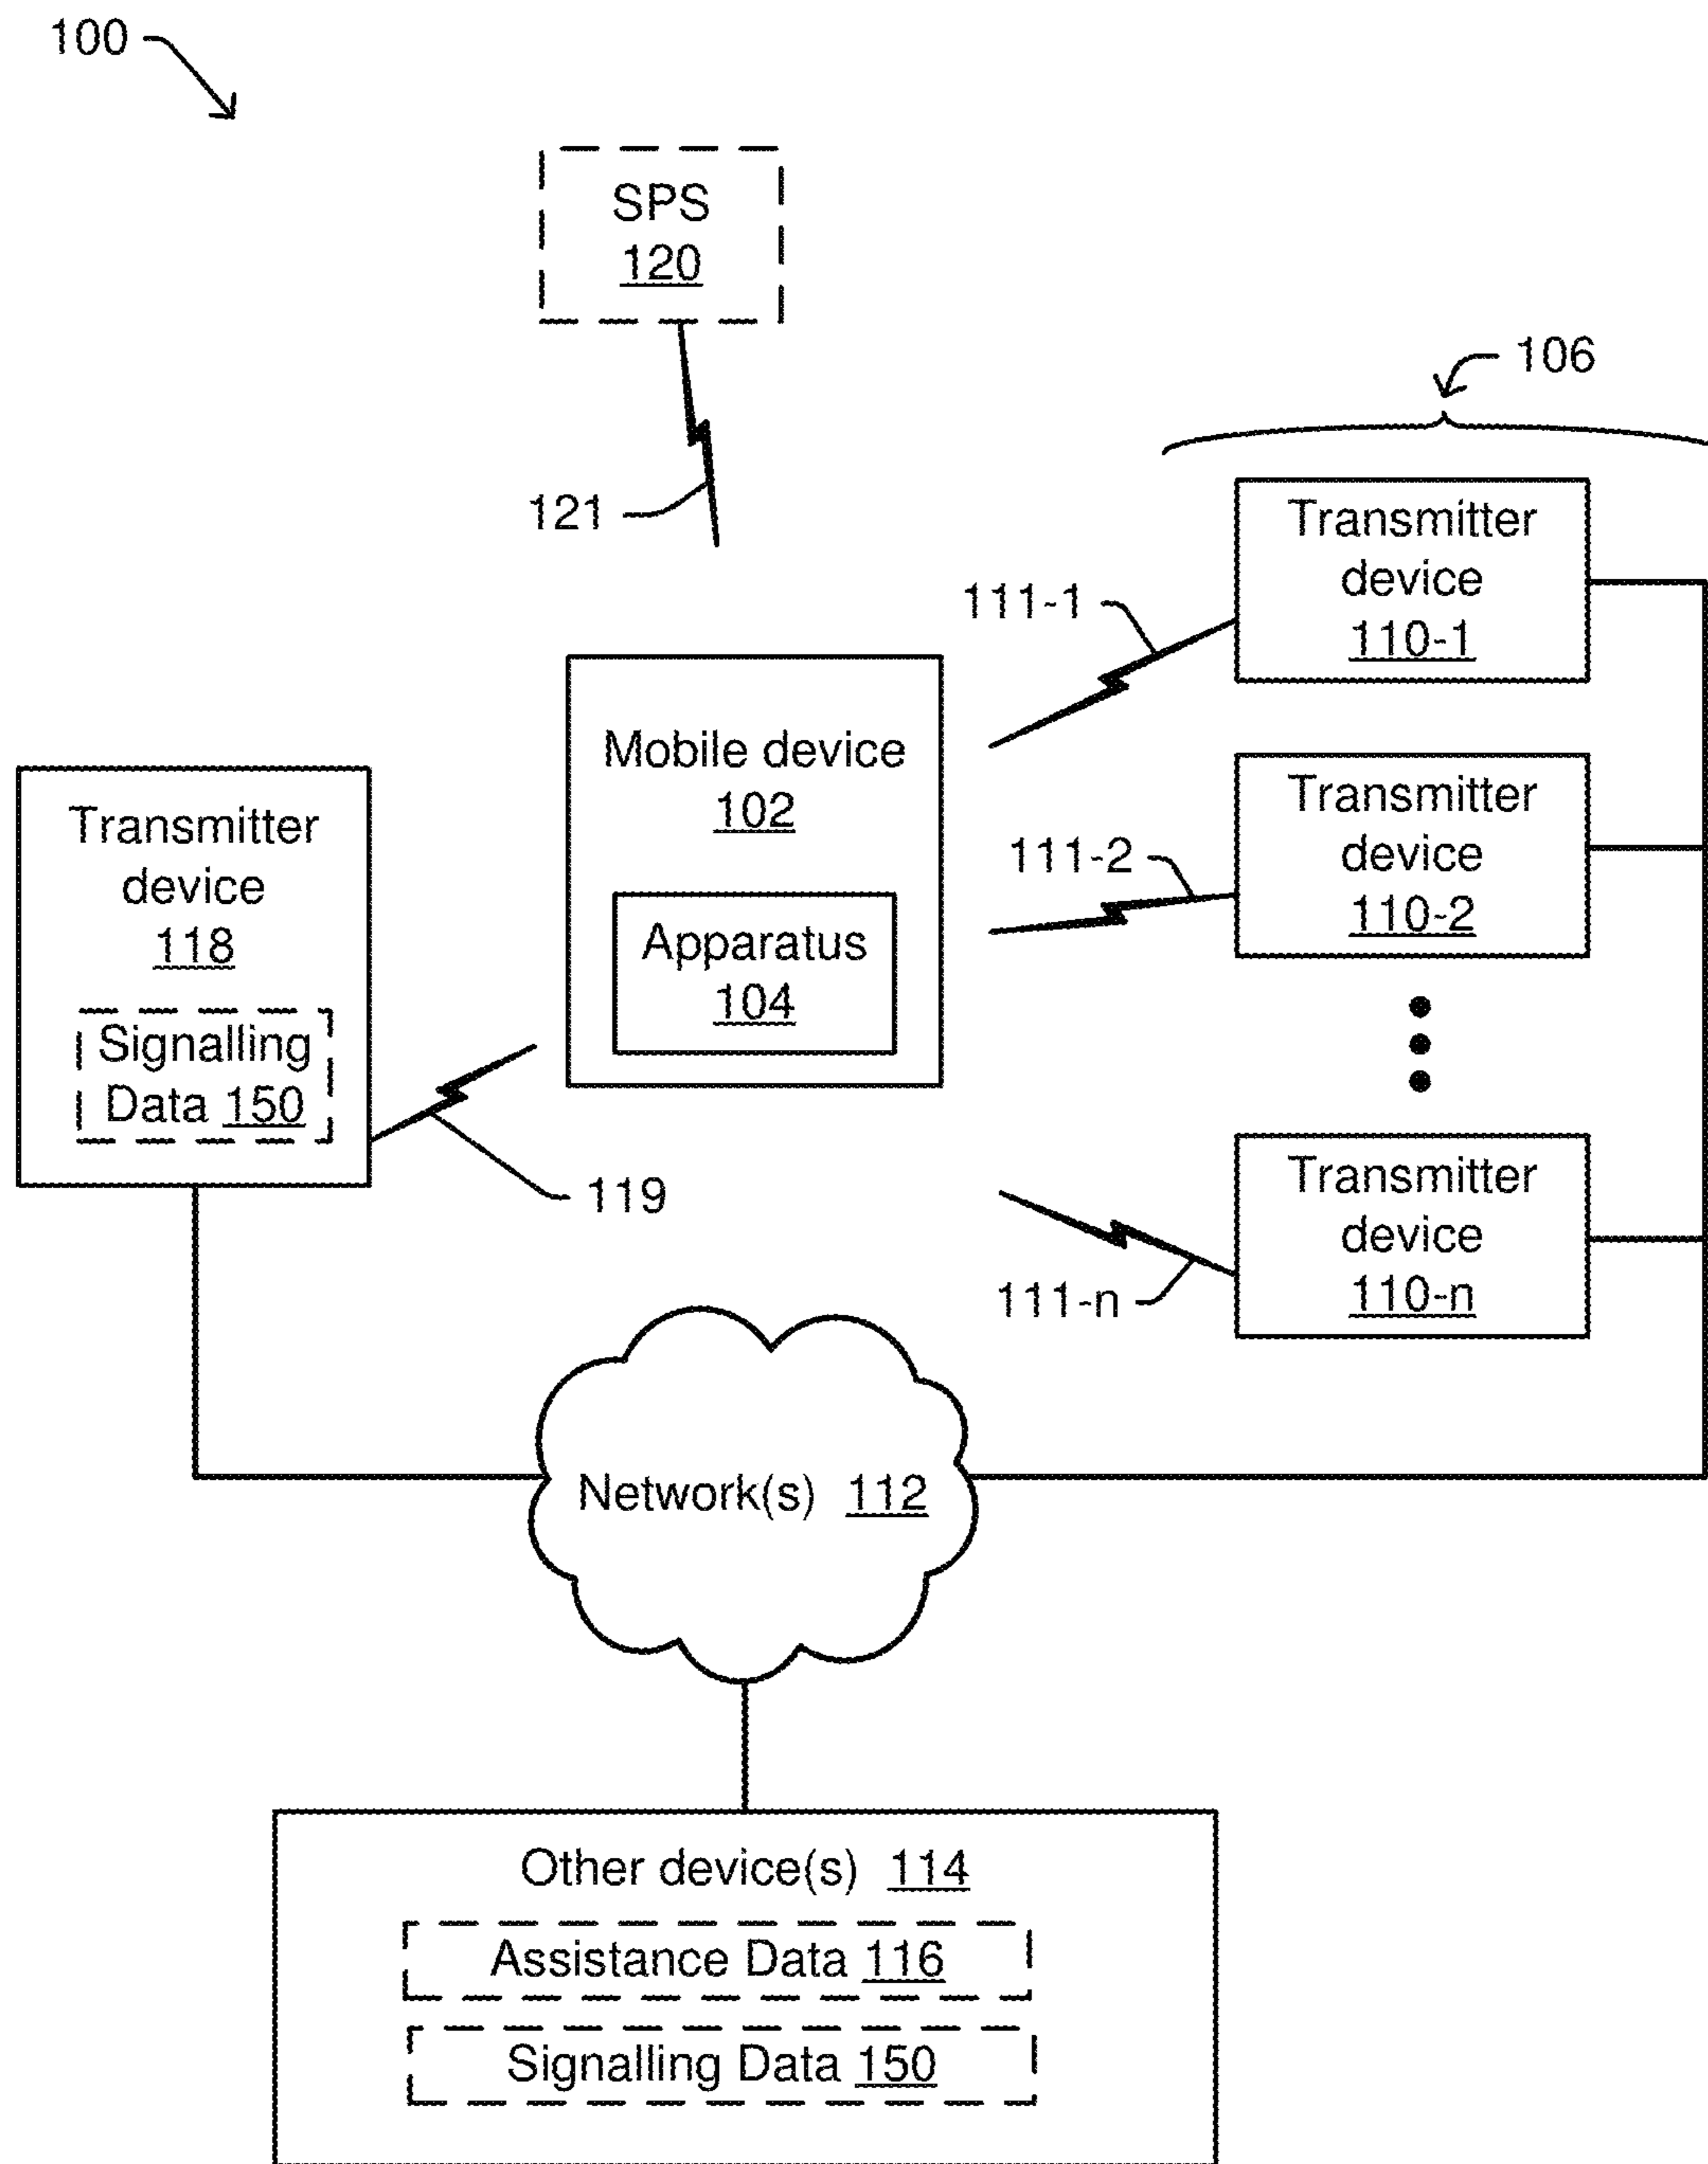 100
SPS
120
106
121
Transmitter
device
110-1
111-1
Mobile device
102
Transmitter
device
110-2
111-2
Transmitter
device
118
Apparatus
104
Signalling
Data 150
119
Transmitter
device
110-n
111-n
Network(s) 112
Other device(s) 114
Assistance Data 116
Signalling Data 150